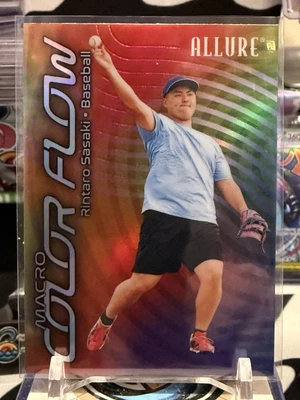 ALLURE
MACRO
COLOR FLOW
Rintaro Sasaki • Baseball